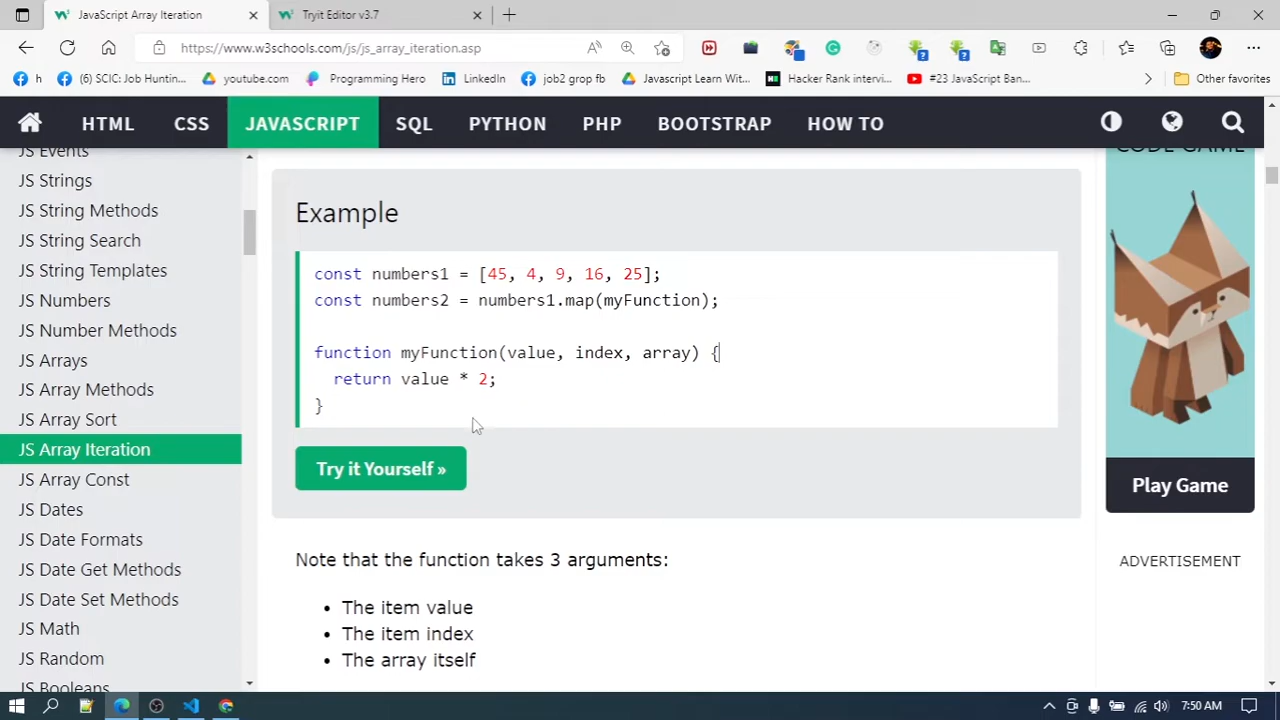 JavaScript Array Iteration
Tryit Editor v3.7
https://www.w3schools.com/js/js_array_iteration.asp
h
(6) SCIC: Job Huntin...
youtube.com
Programming Hero
LinkedIn
job2 grop fb
Javascript Learn Wit...
Hacker Rank intervi...
#23 JavaScript Ban...
Other favorites
HTML
CSS
JAVASCRIPT
SQL
PYTHON
PHP
BOOTSTRAP
HOW TO
JS Events
JS Strings
JS String Methods
JS String Search
JS String Templates
JS Numbers
JS Number Methods
JS Arrays
JS Array Methods
JS Array Sort
JS Array Iteration
JS Array Const
JS Dates
JS Date Formats
JS Date Get Methods
JS Date Set Methods
JS Math
JS Random
JS Booleans
Example
const numbers1 = [45, 4, 9, 16, 25];
const numbers2 = numbers1.map(myFunction);
function myFunction(value, index, array) {
return value * 2;
}
Try it Yourself »
Note that the function takes 3 arguments:
• The item value
• The item index
• The array itself
CODE GAME
Play Game
ADVERTISEMENT
7:50 AM